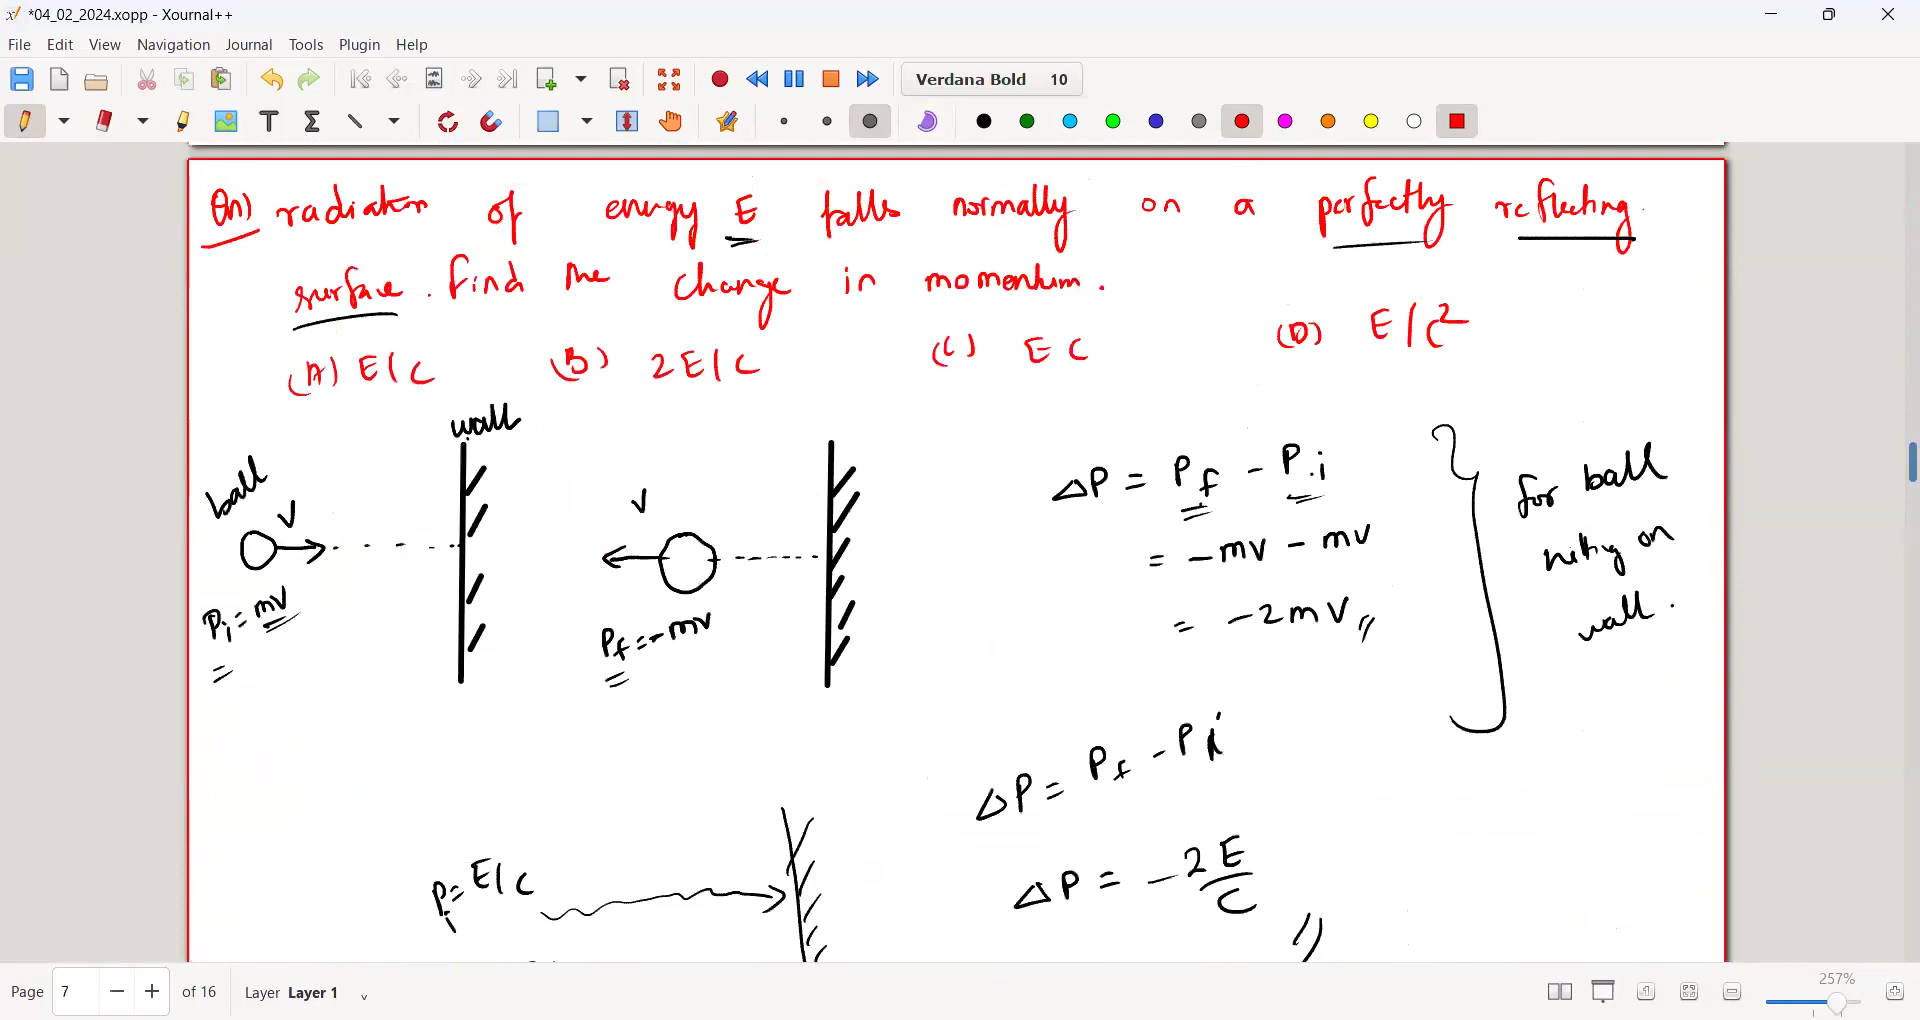 *04_02_2024.xopp - Xournal++
File Edit View Navigation Journal Tools Plugin Help
Verdana Bold 10
Qn) radiation of energy E falls normally on a perfectly reflecting
surface. find the change in momentum.
(A) E/C (B) 2E/C (C) EC (D) E/C²
wall
ball
V
V
Pi = mv
Pf = -mv
ΔP = Pf - Pi
= -mv - mv
= -2mv
for ball
hitting on
wall.
ΔP = Pf - Pi
Pi = E/C
ΔP = -2E/C
Page 7 of 16 Layer Layer 1
257%